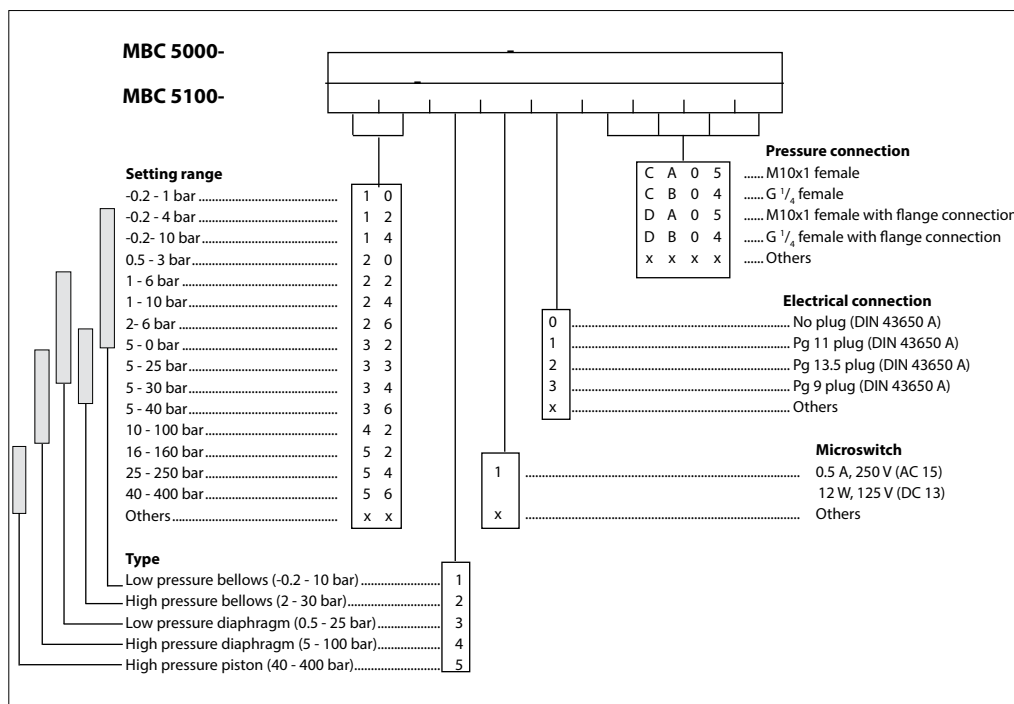 MBC 5000-
MBC 5100-
Pressure connection
C A 0 5 ...... M10x1 female
C B 0 4 ...... G 1/4 female
D A 0 5 ...... M10x1 female with flange connection
D B 0 4 ...... G 1/4 female with flange connection
x x x x ...... Others
Setting range
-0.2 - 1 bar 1 0
-0.2 - 4 bar 1 2
-0.2- 10 bar 1 4
0.5 - 3 bar 2 0
1 - 6 bar 2 2
1 - 10 bar 2 4
2- 6 bar 2 6
5 - 0 bar 3 2
5 - 25 bar 3 3
5 - 30 bar 3 4
5 - 40 bar 3 6
10 - 100 bar 4 2
16 - 160 bar 5 2
25 - 250 bar 5 4
40 - 400 bar 5 6
Others x x
Electrical connection
0 No plug (DIN 43650 A)
1 Pg 11 plug (DIN 43650 A)
2 Pg 13.5 plug (DIN 43650 A)
3 Pg 9 plug (DIN 43650 A)
x Others
Microswitch
1 0.5 A, 250 V (AC 15)
12 W, 125 V (DC 13)
x Others
Type
Low pressure bellows (-0.2 - 10 bar) 1
High pressure bellows (2 - 30 bar) 2
Low pressure diaphragm (0.5 - 25 bar) 3
High pressure diaphragm (5 - 100 bar) 4
High pressure piston (40 - 400 bar) 5